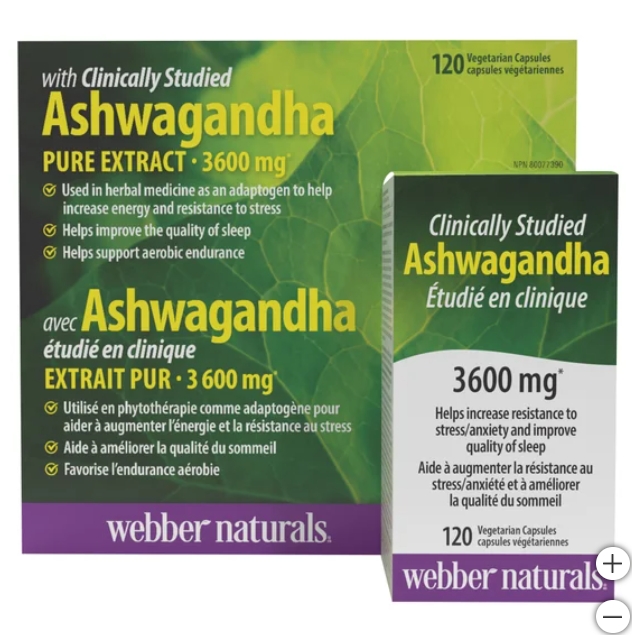 with Clinically Studied
Ashwagandha
PURE EXTRACT • 3600 mg*
Used in herbal medicine as an adaptogen to help
increase energy and resistance to stress
Helps improve the quality of sleep
Helps support aerobic endurance
avec Ashwagandha
étudié en clinique
EXTRAIT PUR • 3 600 mg*
Utilisé en phytothérapie comme adaptogène pour
aider à augmenter l'énergie et la résistance au stress
Aide à améliorer la qualité du sommeil
Favorise l'endurance aérobie
webber naturals®
120 Vegetarian Capsules
capsules végétariennes
NPN 80077396
Clinically Studied
Ashwagandha
Étudié en clinique
3600 mg*
Helps increase resistance to
stress/anxiety and improve
quality of sleep
Aide à augmenter la résistance au
stress/anxiété et à améliorer
la qualité du sommeil
120 Vegetarian Capsules
capsules végétariennes
webber naturals®